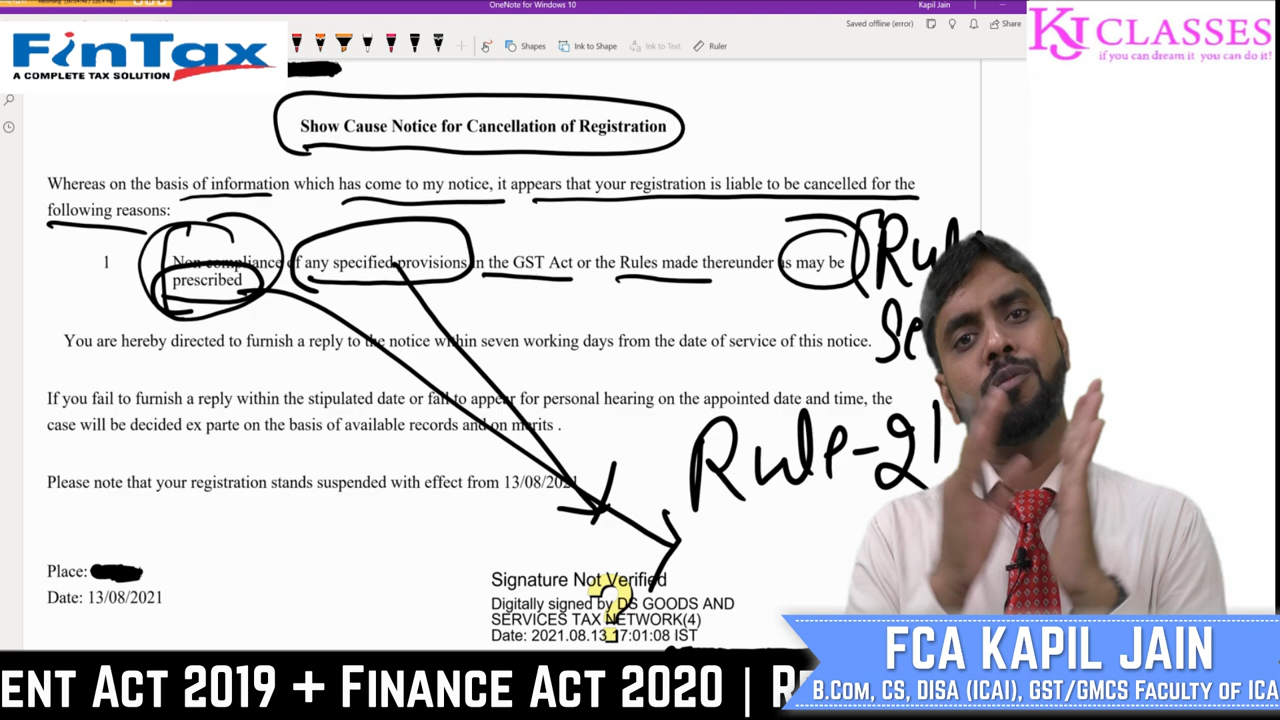 OneNote for Windows 10
Kapil Jain
FinTax
A COMPLETE TAX SOLUTION
Shapes
Ink to Shape
Ink to Text
Ruler
Saved offline (error)
Share
KJ CLASSES
if you can dream it you can do it!
Show Cause Notice for Cancellation of Registration
Whereas on the basis of information which has come to my notice, it appears that your registration is liable to be cancelled for the
following reasons:
1 Non compliance of any specified provisions in the GST Act or the Rules made thereunder as may be
prescribed
Rul
Se
You are hereby directed to furnish a reply to the notice within seven working days from the date of service of this notice.
If you fail to furnish a reply within the stipulated date or fail to appear for personal hearing on the appointed date and time, the
case will be decided ex parte on the basis of available records and on merits .
Rule-21
Please note that your registration stands suspended with effect from 13/08/2021
Place:
Date: 13/08/2021
Signature Not Verified
?
Digitally signed by DS GOODS AND
SERVICES TAX NETWORK(4)
Date: 2021.08.13 17:01:08 IST
FCA KAPIL JAIN
B.COM, CS, DISA (ICAI), GST/GMCS FACULTY OF ICA
ENT ACT 2019 + FINANCE ACT 2020 | R